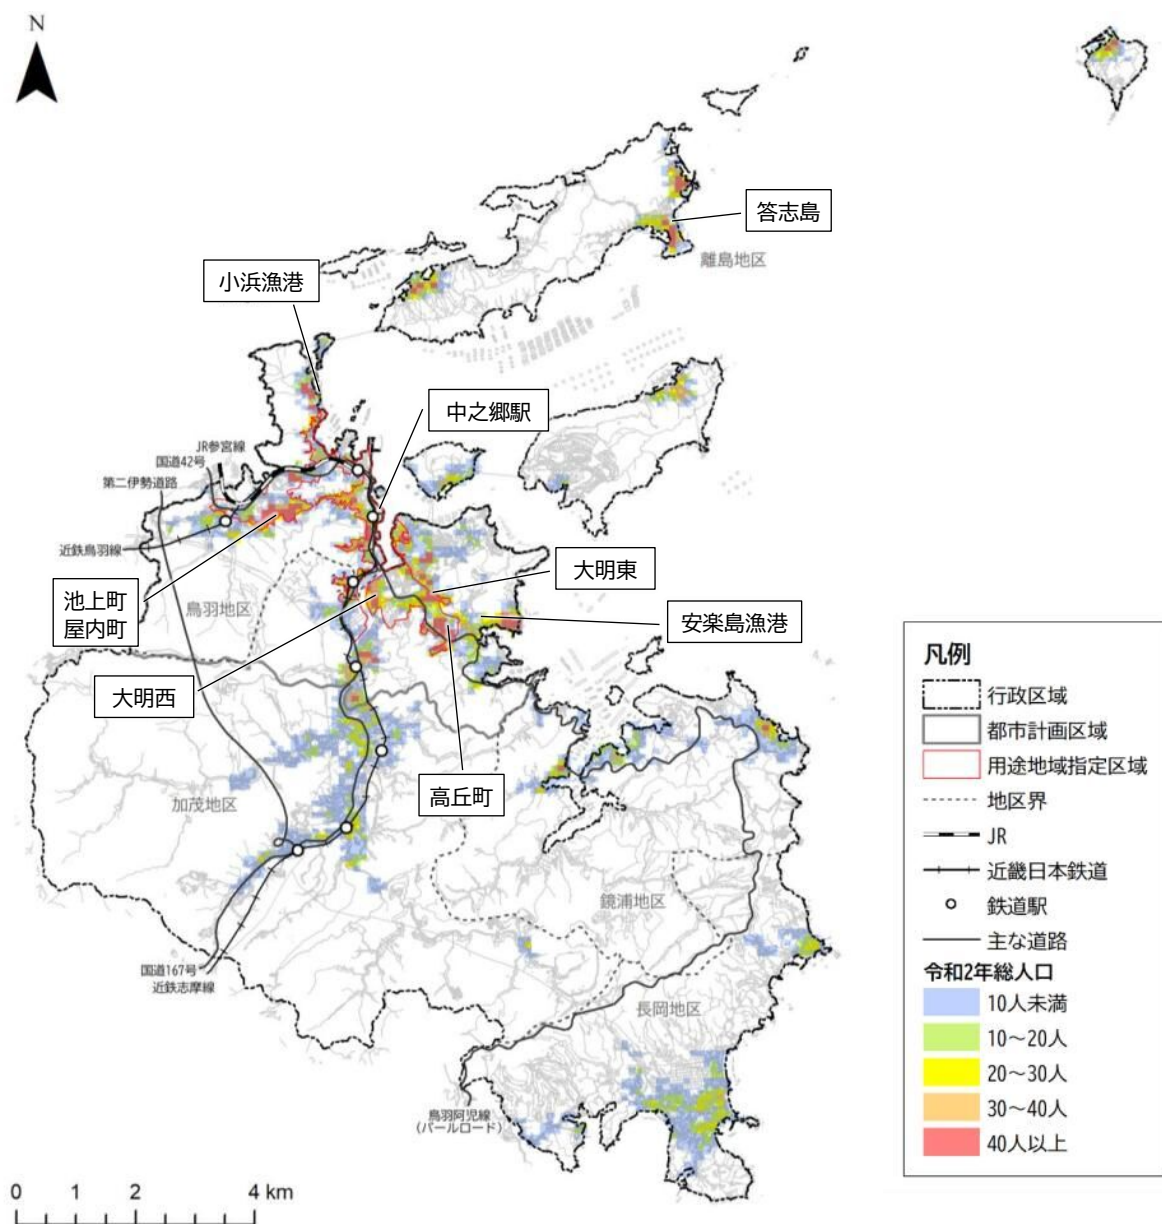 N
答志島
離島地区
小浜漁港
中之郷駅
JR参宮線
国道42号
第二伊勢道路
近鉄鳥羽線
大明東
池上町
屋内町
鳥羽地区
安楽島漁港
大明西
高丘町
加茂地区
鏡浦地区
国道167号
近鉄志摩線
長岡地区
鳥羽阿児線
(パールロード)
凡例
行政区域
都市計画区域
用途地域指定区域
地区界
JR
近畿日本鉄道
鉄道駅
主な道路
令和2年総人口
10人未満
10～20人
20～30人
30～40人
40人以上
0 1 2 4 km